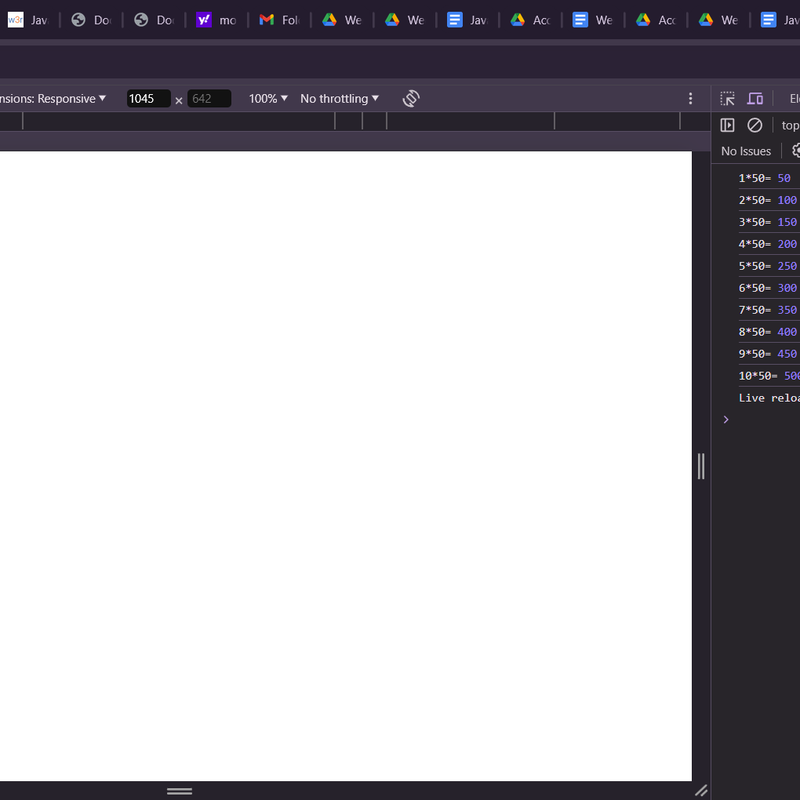 w3r Jav Do Do y! mo Fol We We Jav Acc We Acc We Jav
nsions: Responsive 1045 × 642 100% No throttling
El
top
No Issues
1*50= 50
2*50= 100
3*50= 150
4*50= 200
5*50= 250
6*50= 300
7*50= 350
8*50= 400
9*50= 450
10*50= 500
Live reloa